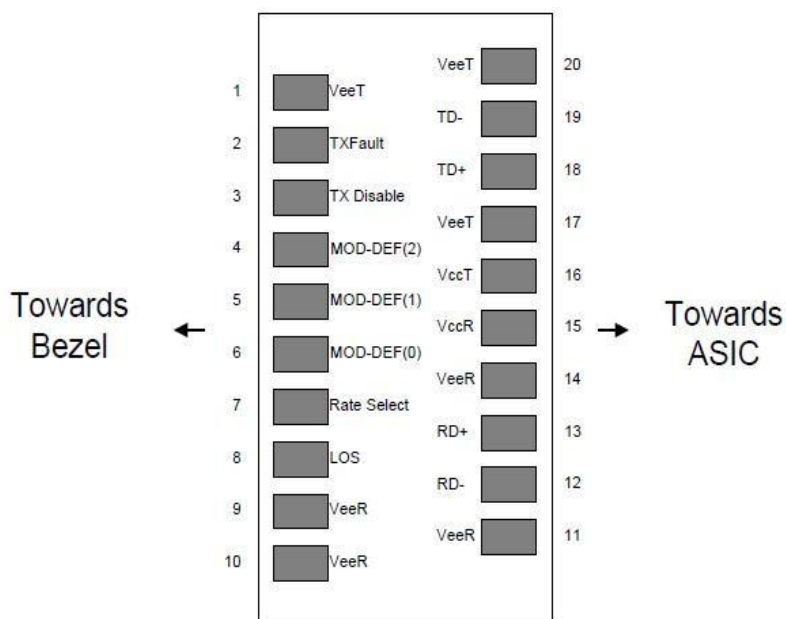 VeeT 20
1 VeeT
TD- 19
2 TXFault
TD+ 18
3 TX Disable
VeeT 17
4 MOD-DEF(2)
VccT 16
5 MOD-DEF(1)
Towards
Bezel
VccR 15
Towards
ASIC
6 MOD-DEF(0)
VeeR 14
7 Rate Select
RD+ 13
8 LOS
RD- 12
9 VeeR
VeeR 11
10 VeeR